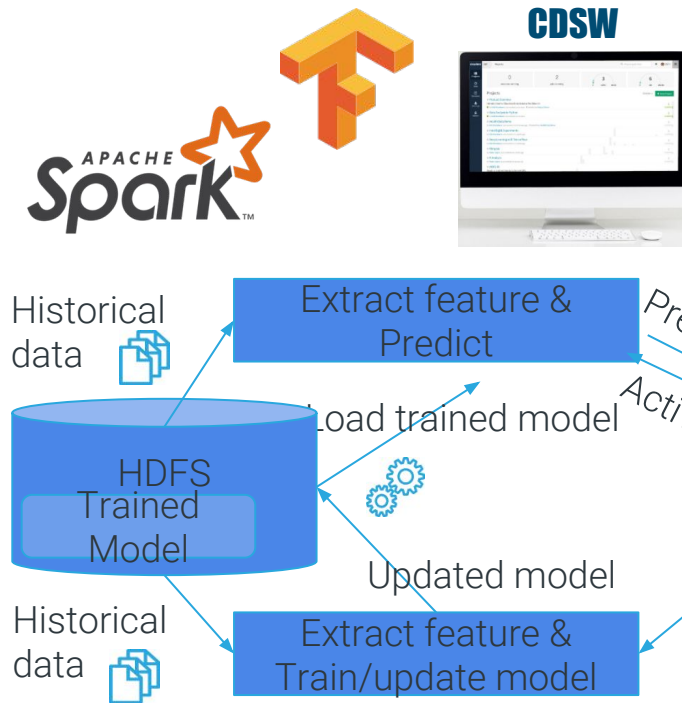 CDSW
APACHE
Spark
TM
Historical
data
Extract feature &
Predict
Load trained model
HDFS
Trained
Model
Updated model
Historical
data
Extract feature &
Train/update model